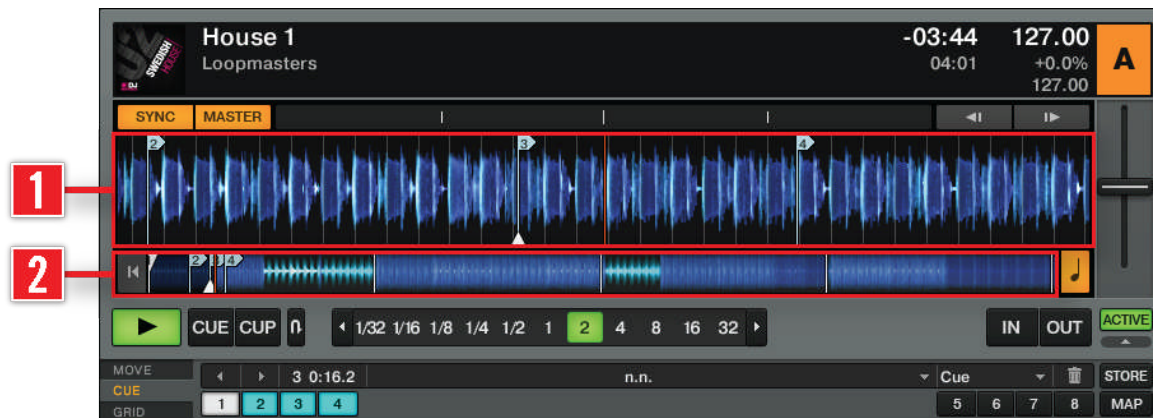 House 1
Loopmasters
-03:44
04:01
127.00
+0.0%
127.00
A
SWEDISH
HOUSE
SYNC MASTER
1
2 3 4
2
2 3 4
CUE CUP
1/32 1/16 1/8 1/4 1/2 1 2 4 8 16 32
IN OUT
ACTIVE
MOVE
CUE
GRID
3 0:16.2
n.n.
Cue
STORE
1 2 3 4
5 6 7 8
MAP